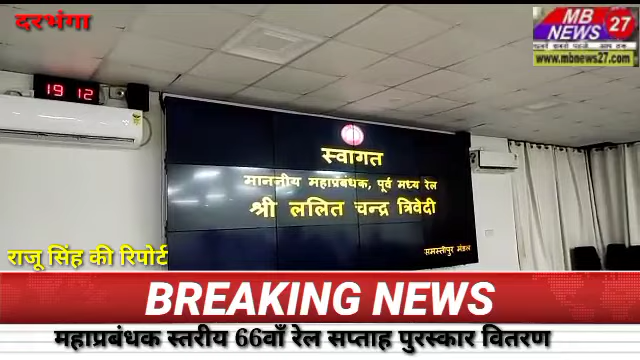 दरभंगा
MB
NEWS 27
www.mbnews27.com
19 12
स्वागत
माननीय महाप्रबंधक, पूर्व मध्य रेल
श्री ललित चन्द्र त्रिवेदी
समस्तीपुर मंडल
राजू सिंह की रिपोर्ट
BREAKING NEWS
महाप्रबंधक स्तरीय 66वाँ रेल सप्ताह पुरस्कार वितरण